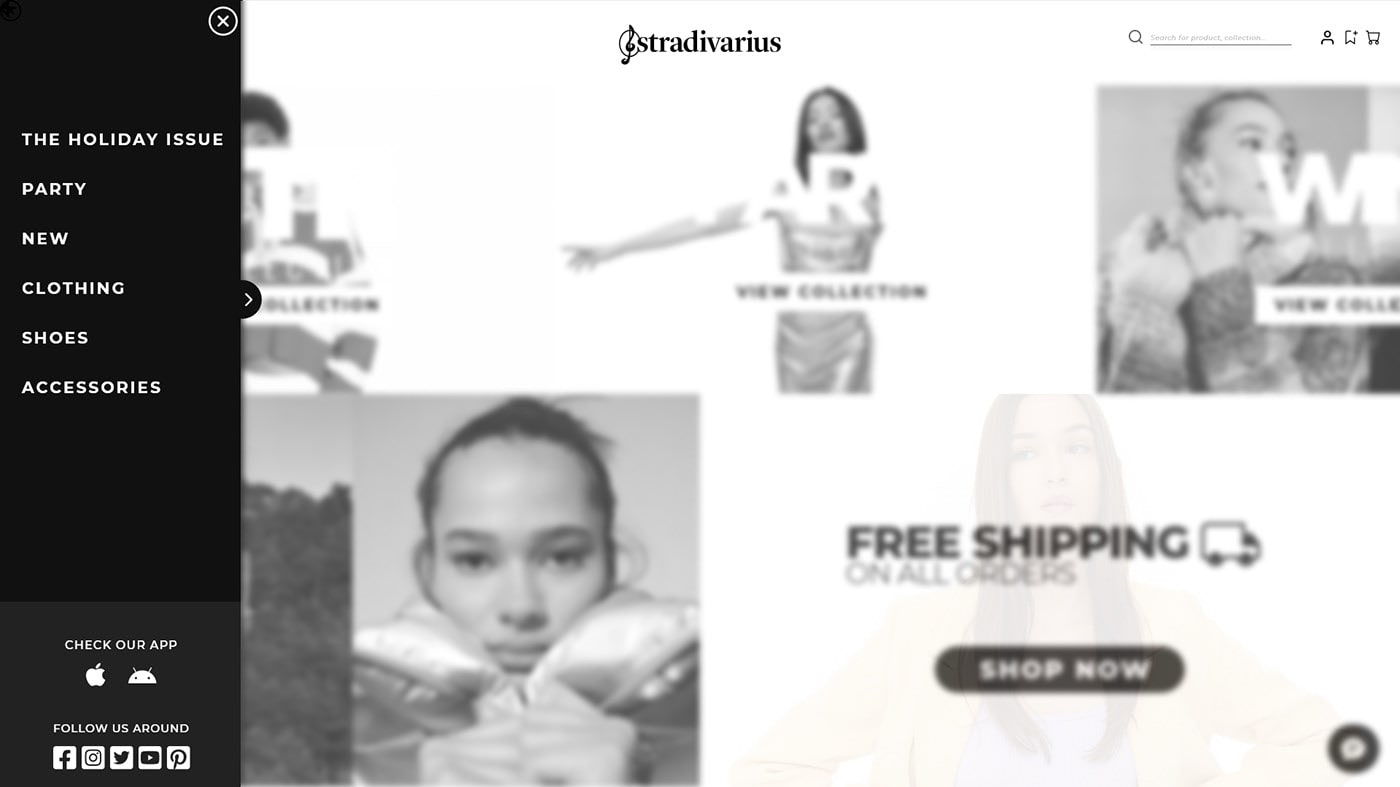 stradivarius
Search for product, collection...
THE HOLIDAY ISSUE
PARTY
NEW
CLOTHING
SHOES
ACCESSORIES
R
W
COLLECTION
VIEW COLLECTION
VIEW COLLE
FREE SHIPPING
ON ALL ORDERS
SHOP NOW
CHECK OUR APP
FOLLOW US AROUND